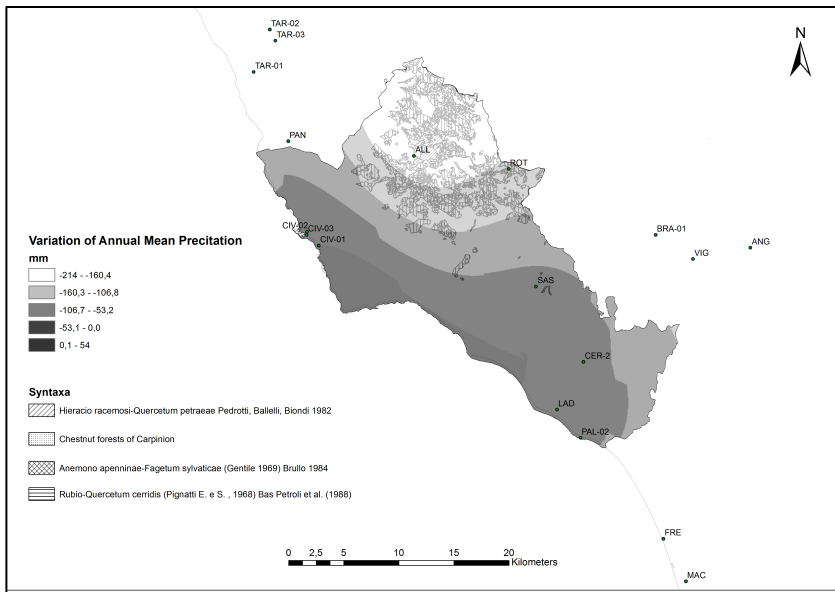 TAR-02
TAR-03
TAR-01
N
PAN
ALL
ROT
CIV-02
CIV-03
CIV-01
BRA-01
ANG
VIG
SAS
CER-2
LAD
PAL-02
FRE
MAC
Variation of Annual Mean Precitation
mm
-214 - -160,4
-160,3 - -106,8
-106,7 - -53,2
-53,1 - 0,0
0,1 - 54
Syntaxa
Hieracio racemosi-Quercetum petraeae Pedrotti, Ballelli, Biondi 1982
Chestnut forests of Carpinion
Anemono apenninae-Fagetum sylvaticae (Gentile 1969) Brullo 1984
Rubio-Quercetum cerridis (Pignatti E. e S. , 1968) Bas Petroli et al. (1988)
0 2,5 5 10 15 20
Kilometers